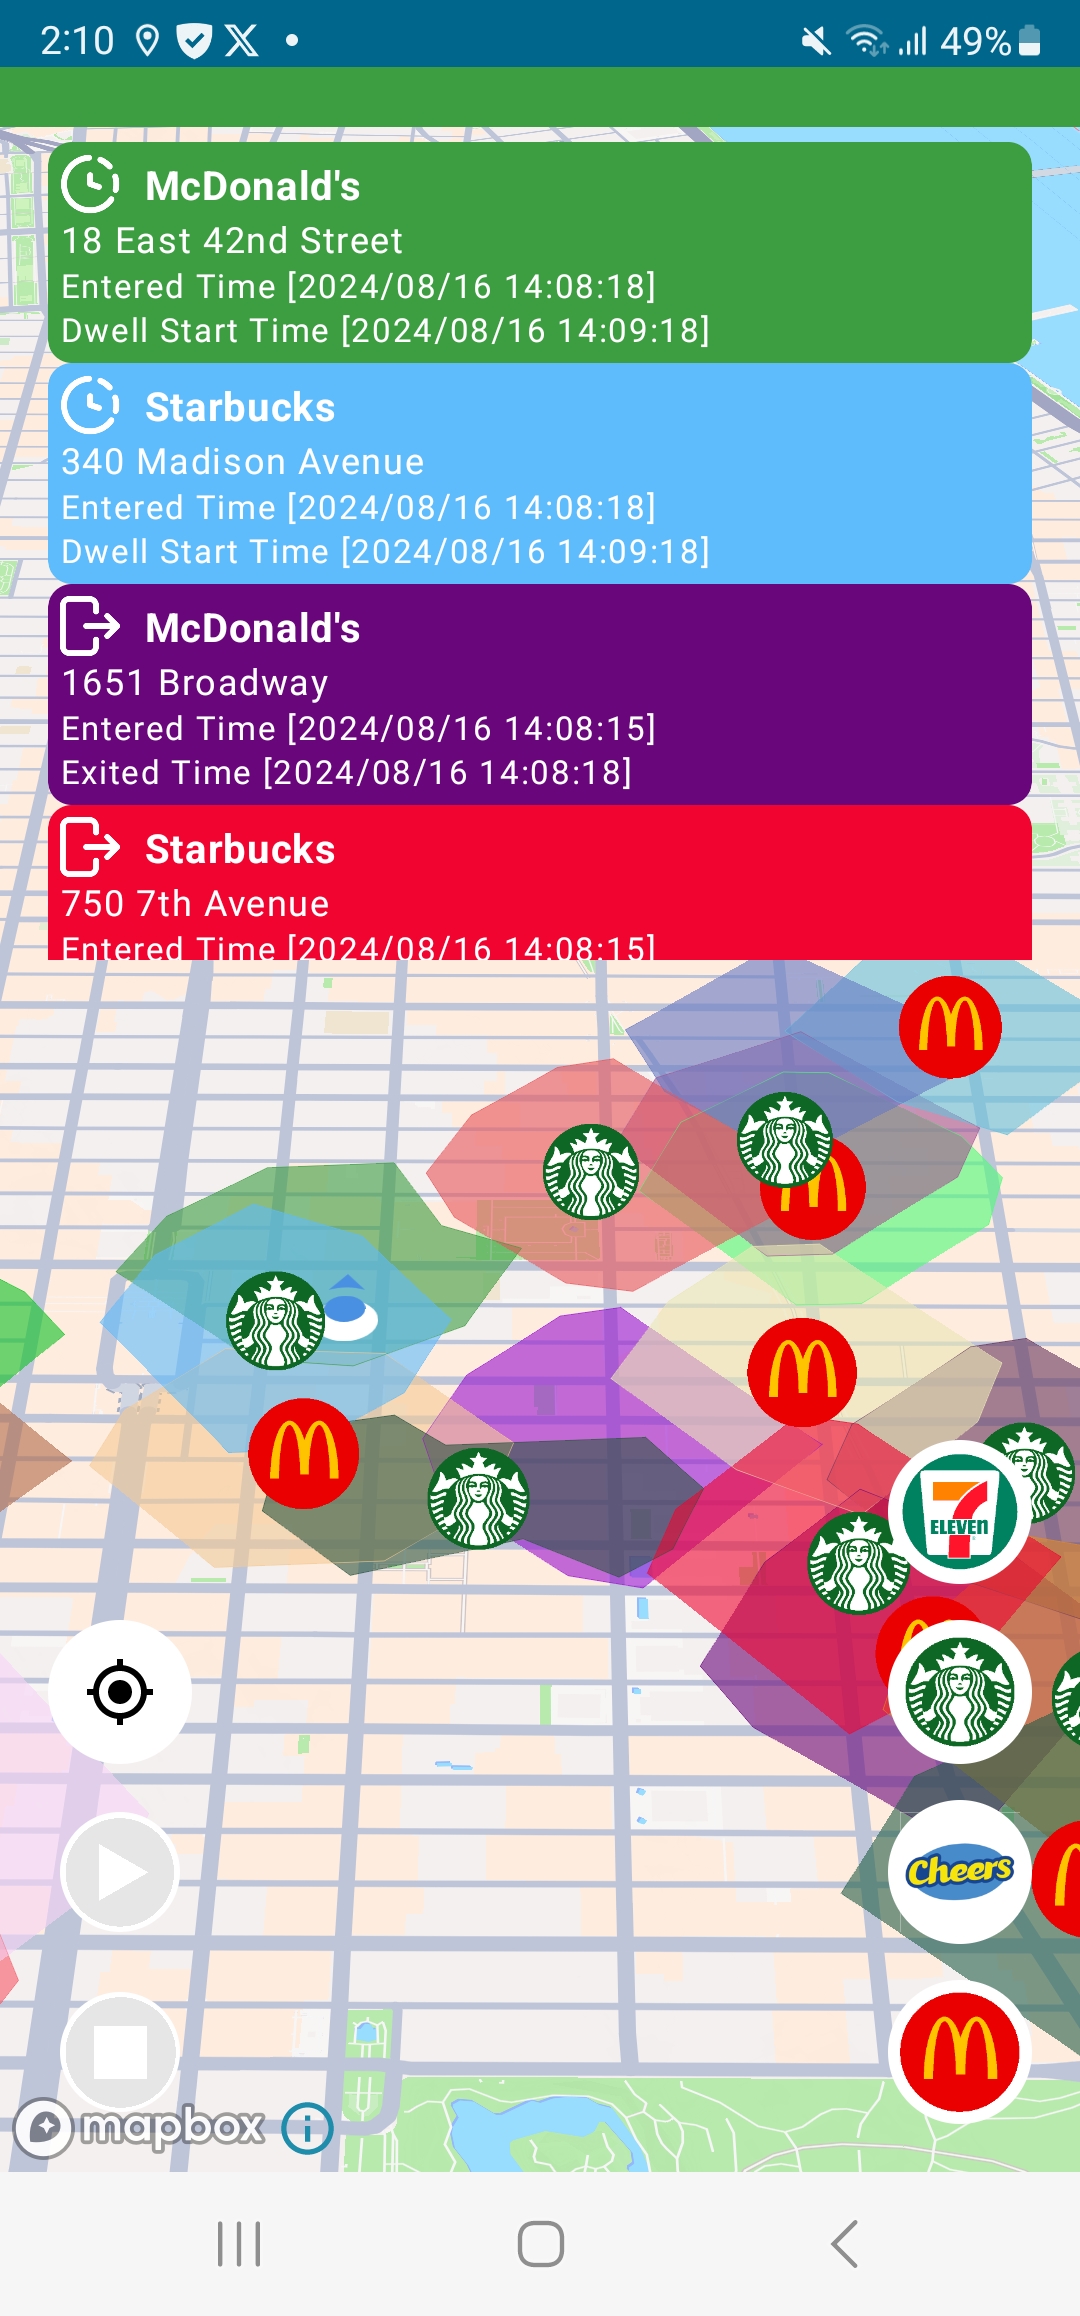 2:10
49%
McDonald's
18 East 42nd Street
Entered Time [2024/08/16 14:08:18]
Dwell Start Time [2024/08/16 14:09:18]
Starbucks
340 Madison Avenue
Entered Time [2024/08/16 14:08:18]
Dwell Start Time [2024/08/16 14:09:18]
McDonald's
1651 Broadway
Entered Time [2024/08/16 14:08:15]
Exited Time [2024/08/16 14:08:18]
Starbucks
750 7th Avenue
Entered Time [2024/08/16 14:08:15]
7
ELEVEN
Cheers
mapbox